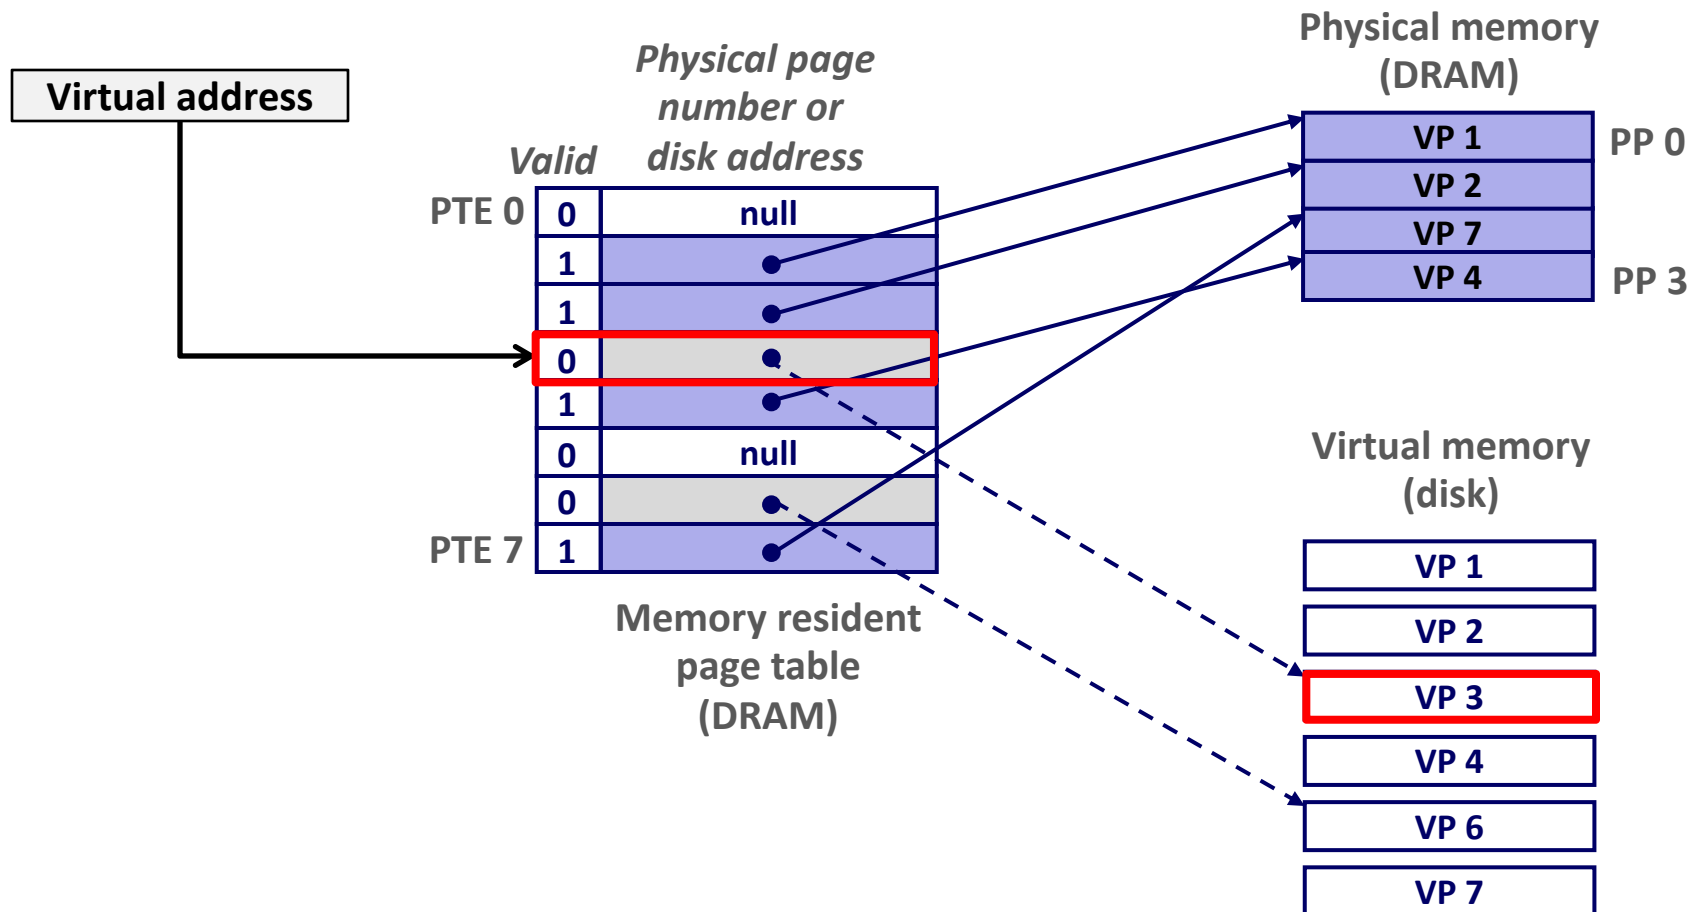 Virtual address
Physical page
number or
disk address
Valid
PTE 0
0
null
1
1
0
1
0
null
0
PTE 7
1
Memory resident
page table
(DRAM)
Physical memory
(DRAM)
VP 1
PP 0
VP 2
VP 7
VP 4
PP 3
Virtual memory
(disk)
VP 1
VP 2
VP 3
VP 4
VP 6
VP 7